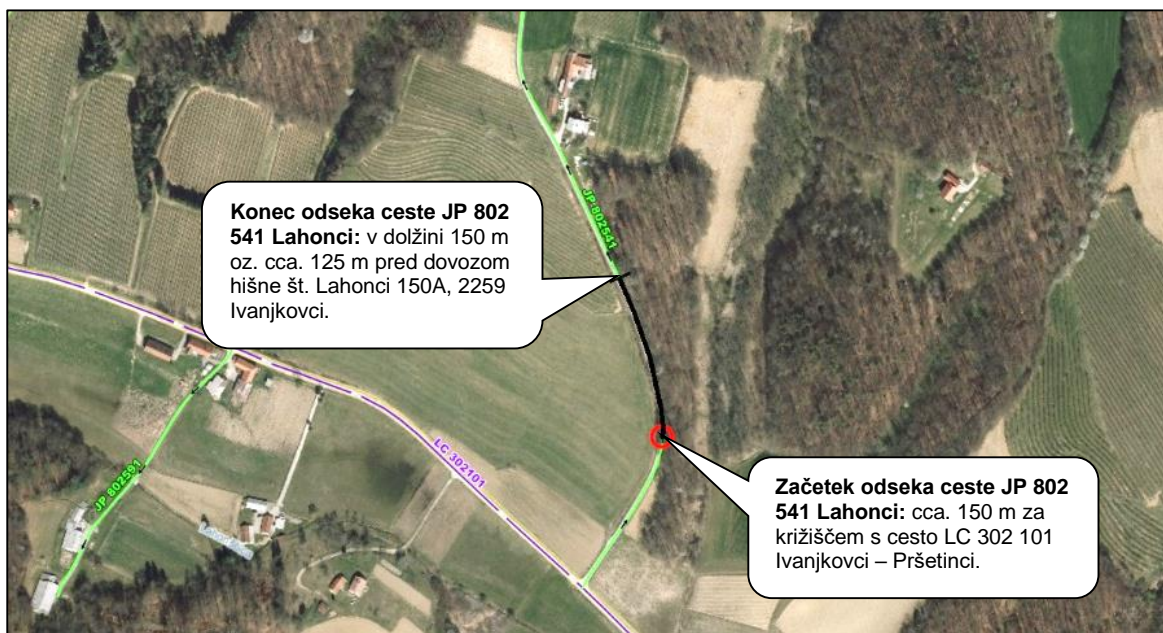 JP 802541
Konec odseka ceste JP 802
541 Lahonci: v dolžini 150 m
oz. cca. 125 m pred dovozom
hišne št. Lahonci 150A, 2259
Ivanjkovci.
LC 302101
JP 802591
Začetek odseka ceste JP 802
541 Lahonci: cca. 150 m za
križiščem s cesto LC 302 101
Ivanjkovci – Pršetinci.